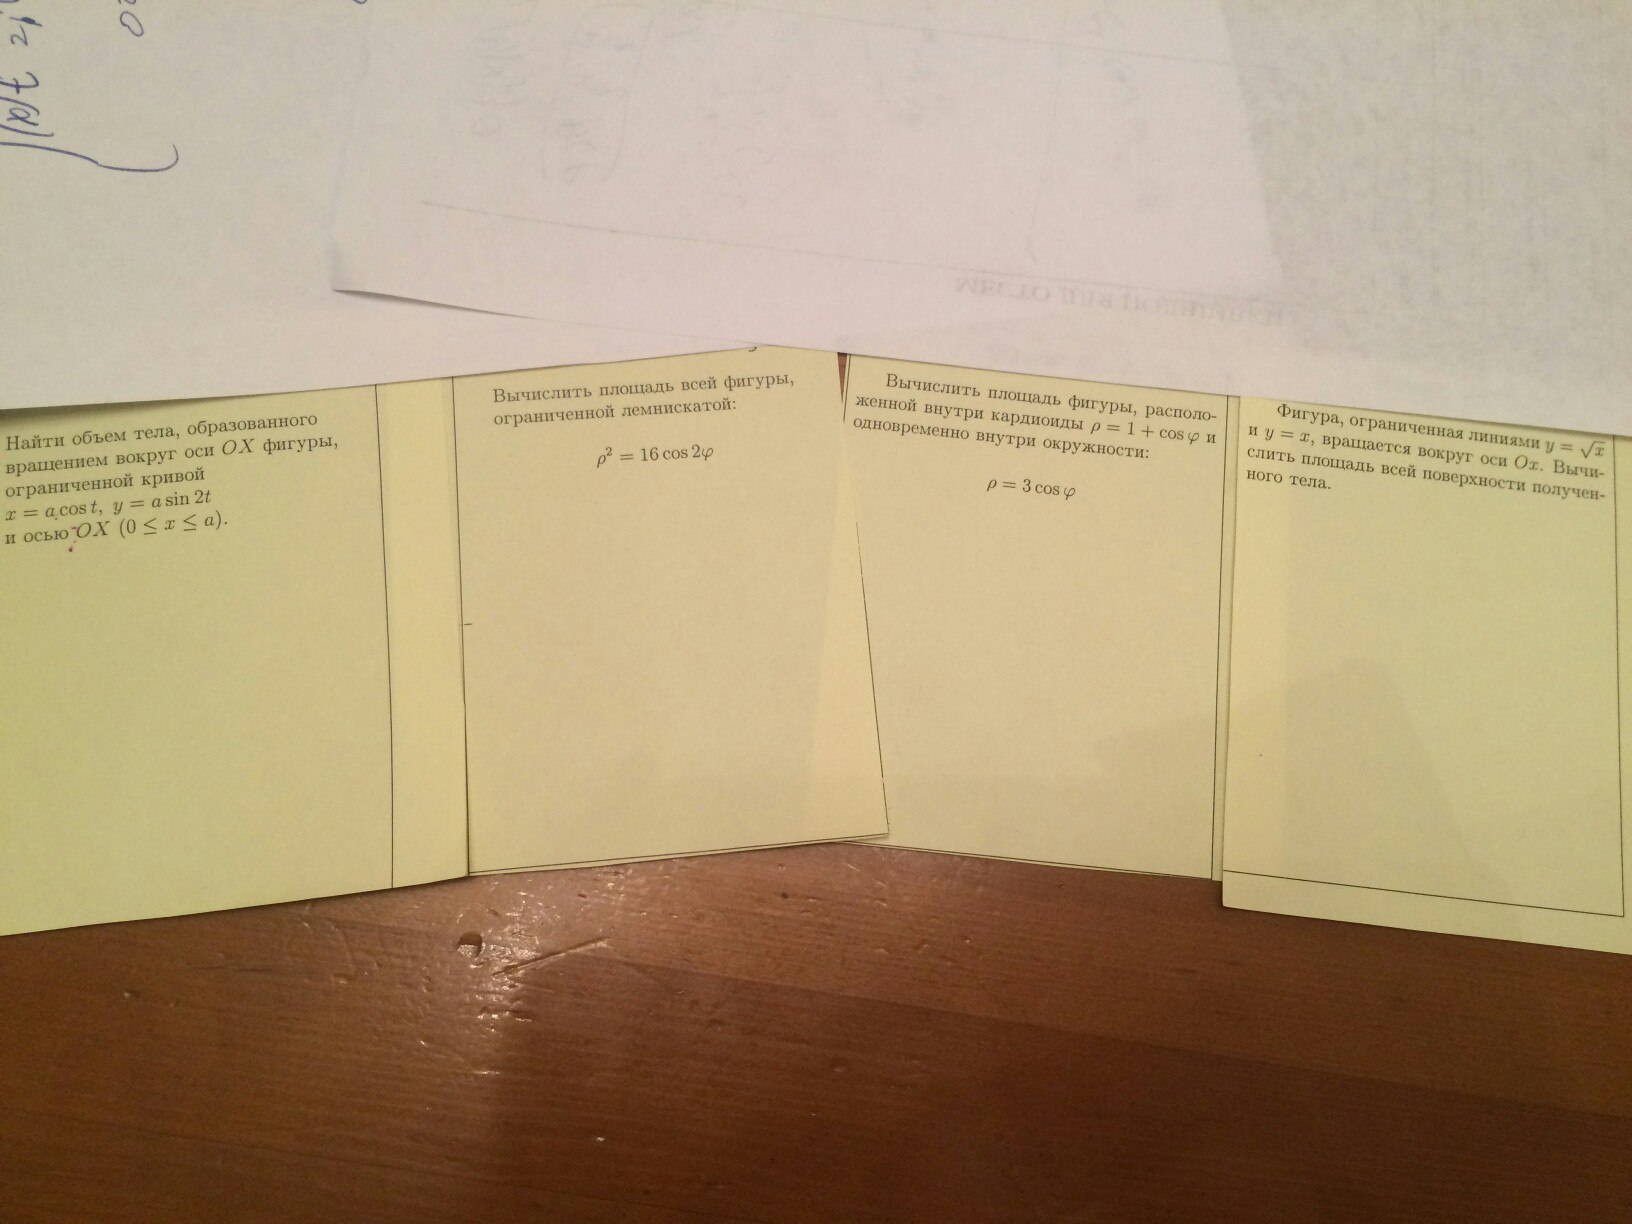 Найти объем тела, образованного
вращением вокруг оси OX фигуры,
ограниченной кривой
x = a cos t, y = a sin 2t
и осью OX (0 ≤ x ≤ a).
Вычислить площадь всей фигуры,
ограниченной лемнискатой:
ρ² = 16 cos 2φ
Вычислить площадь фигуры, располо-
женной внутри кардиоиды ρ = 1 + cos φ и
одновременно внутри окружности:
ρ = 3 cos φ
Фигура, ограниченная линиями y = √x
и y = x, вращается вокруг оси Ox. Вычи-
слить площадь всей поверхности получен-
ного тела.